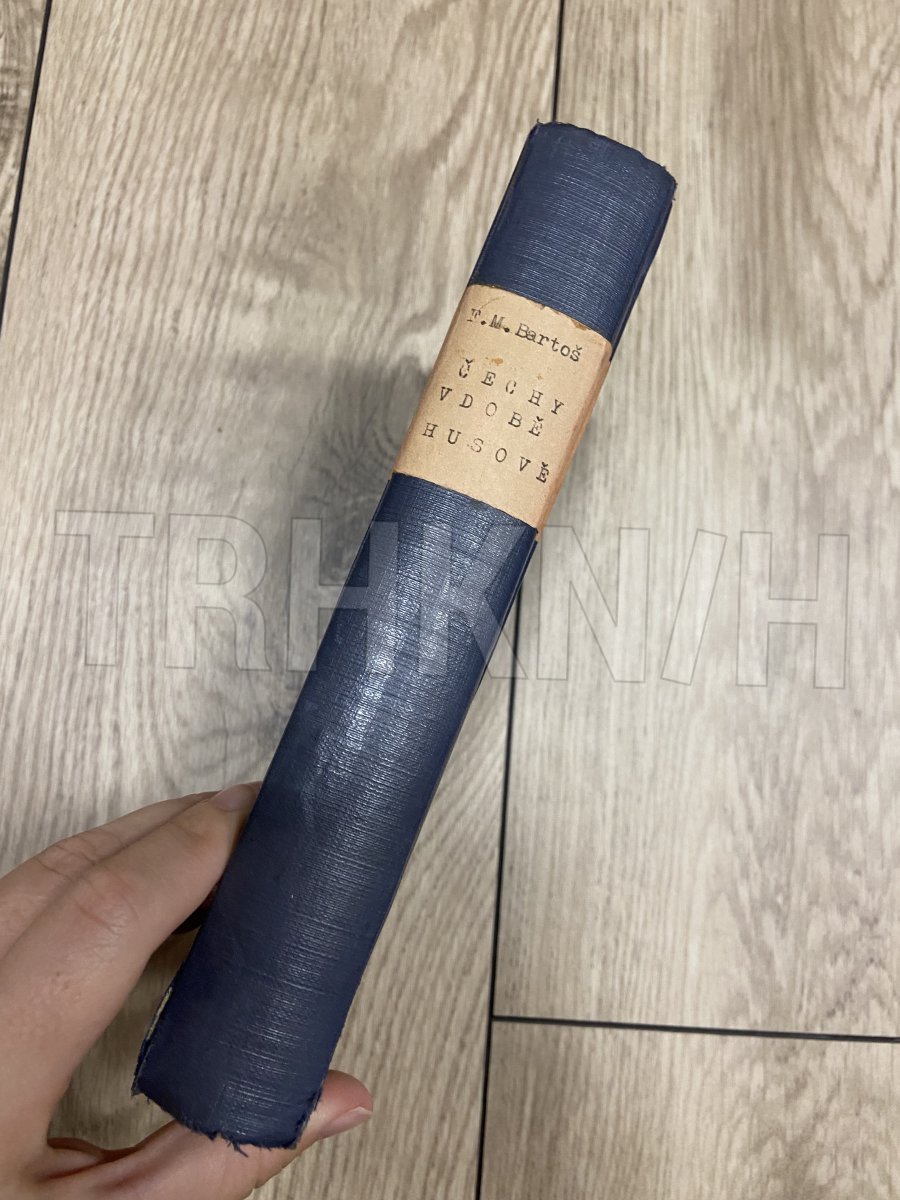 F.M.Bartoš
ČECHY
V DOBĚ
HUSOVĚ
TRHKNIH